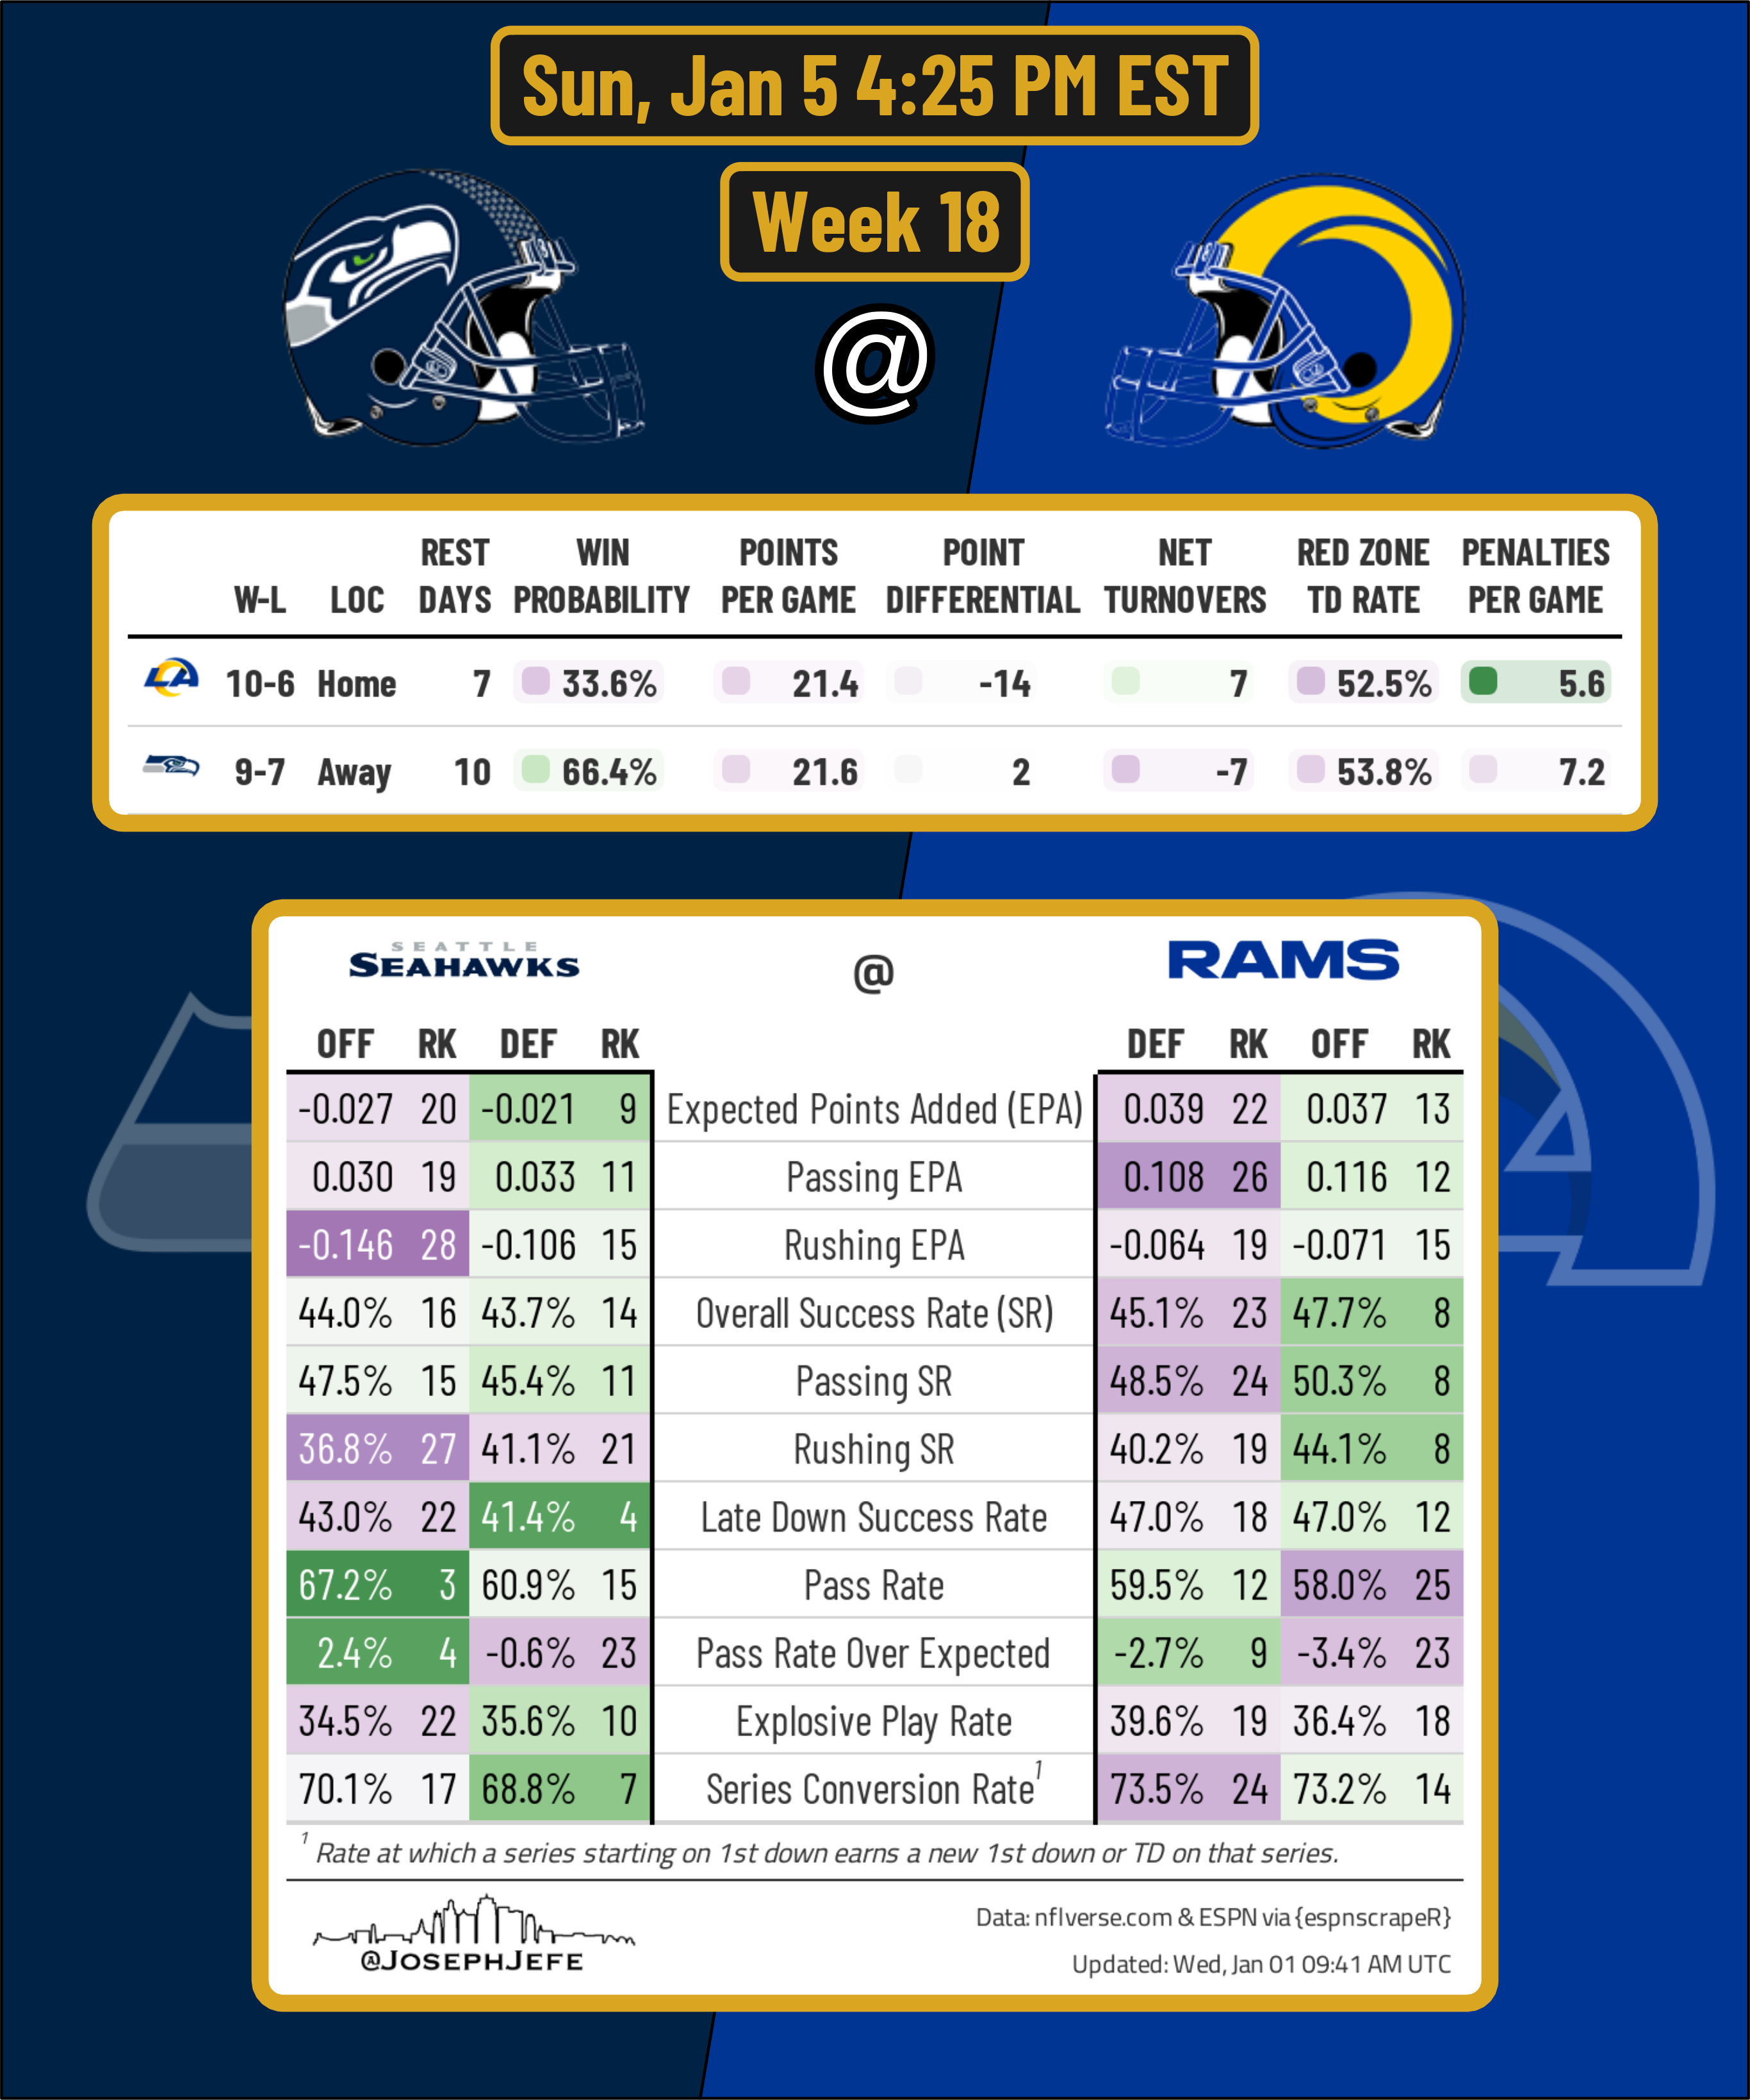 Sun, Jan 5 4:25 PM EST
Week 18
@
REST WIN POINTS POINT NET RED ZONE PENALTIES
W-L LOC DAYS PROBABILITY PER GAME DIFFERENTIAL TURNOVERS TD RATE PER GAME
LA 10-6 Home 7 33.6% 21.4 -14 7 52.5% 5.6
9-7 Away 10 66.4% 21.6 2 -7 53.8% 7.2
SEATTLE
SEAHAWKS @ RAMS
OFF RK DEF RK DEF RK OFF RK
-0.027 20 -0.021 9 Expected Points Added (EPA) 0.039 22 0.037 13
0.030 19 0.033 11 Passing EPA 0.108 26 0.116 12
-0.146 28 -0.106 15 Rushing EPA -0.064 19 -0.071 15
44.0% 16 43.7% 14 Overall Success Rate (SR) 45.1% 23 47.7% 8
47.5% 15 45.4% 11 Passing SR 48.5% 24 50.3% 8
36.8% 27 41.1% 21 Rushing SR 40.2% 19 44.1% 8
43.0% 22 41.4% 4 Late Down Success Rate 47.0% 18 47.0% 12
67.2% 3 60.9% 15 Pass Rate 59.5% 12 58.0% 25
2.4% 4 -0.6% 23 Pass Rate Over Expected -2.7% 9 -3.4% 23
34.5% 22 35.6% 10 Explosive Play Rate 39.6% 19 36.4% 18
70.1% 17 68.8% 7 Series Conversion Rate¹ 73.5% 24 73.2% 14
¹ Rate at which a series starting on 1st down earns a new 1st down or TD on that series.
@JOSEPHJEFE
Data: nflverse.com & ESPN via {espnscrapeR}
Updated: Wed, Jan 01 09:41 AM UTC